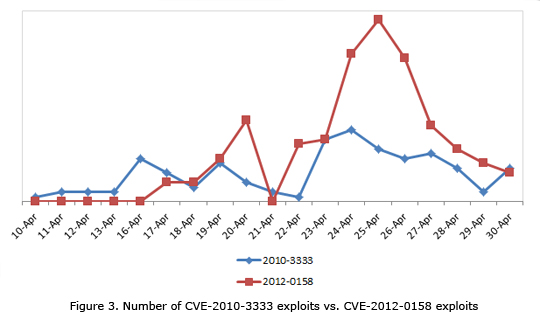 10-Apr
11-Apr
12-Apr
13-Apr
16-Apr
17-Apr
18-Apr
19-Apr
20-Apr
21-Apr
22-Apr
23-Apr
24-Apr
25-Apr
26-Apr
27-Apr
28-Apr
29-Apr
30-Apr
2010-3333
2012-0158
Figure 3. Number of CVE-2010-3333 exploits vs. CVE-2012-0158 exploits